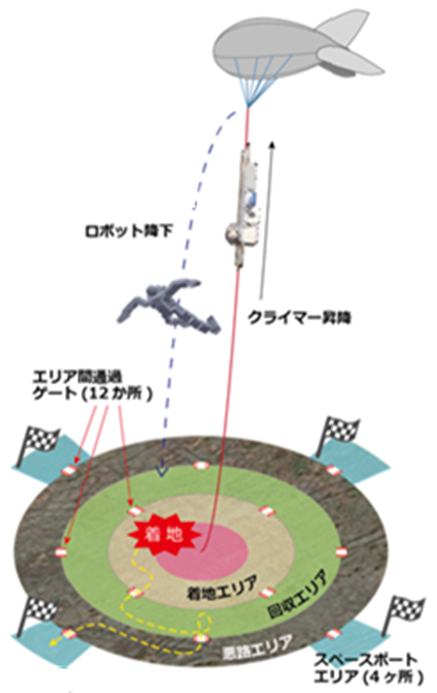 ロボット降下
クライマー昇降
エリア間通過
ゲート(12か所)
着地
着地エリア
回収エリア
悪路エリア
スペースポート
エリア(4ヶ所)